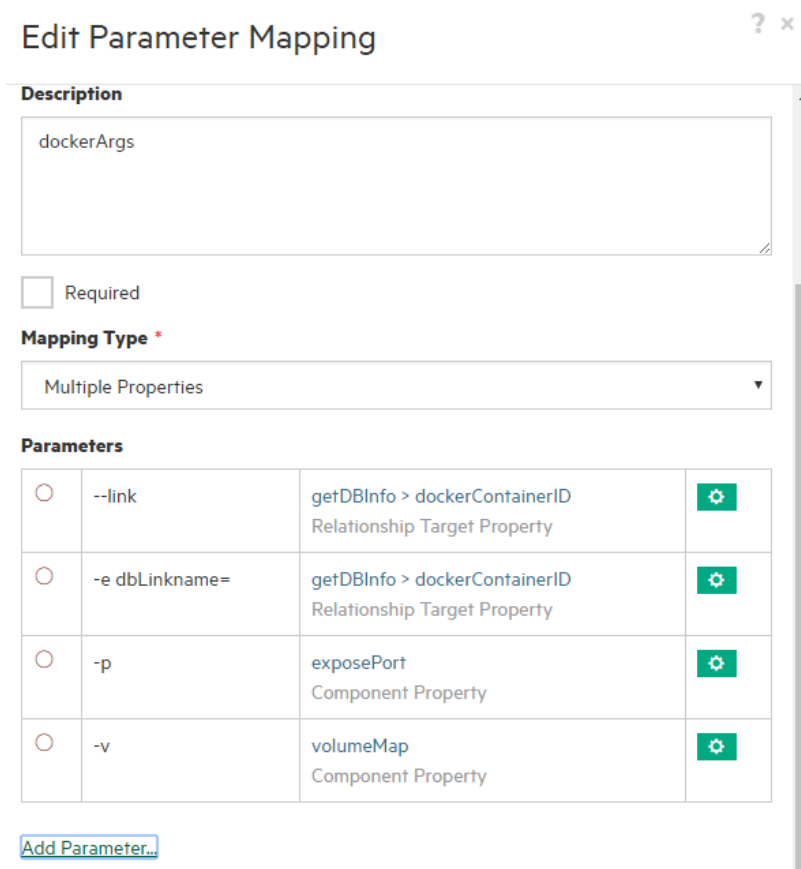 Edit Parameter Mapping
? ×
Description
dockerArgs
Required
Mapping Type *
Multiple Properties
Parameters
--link
getDBInfo > dockerContainerID
Relationship Target Property
-e dbLinkname=
getDBInfo > dockerContainerID
Relationship Target Property
-p
exposePort
Component Property
-v
volumeMap
Component Property
Add Parameter...